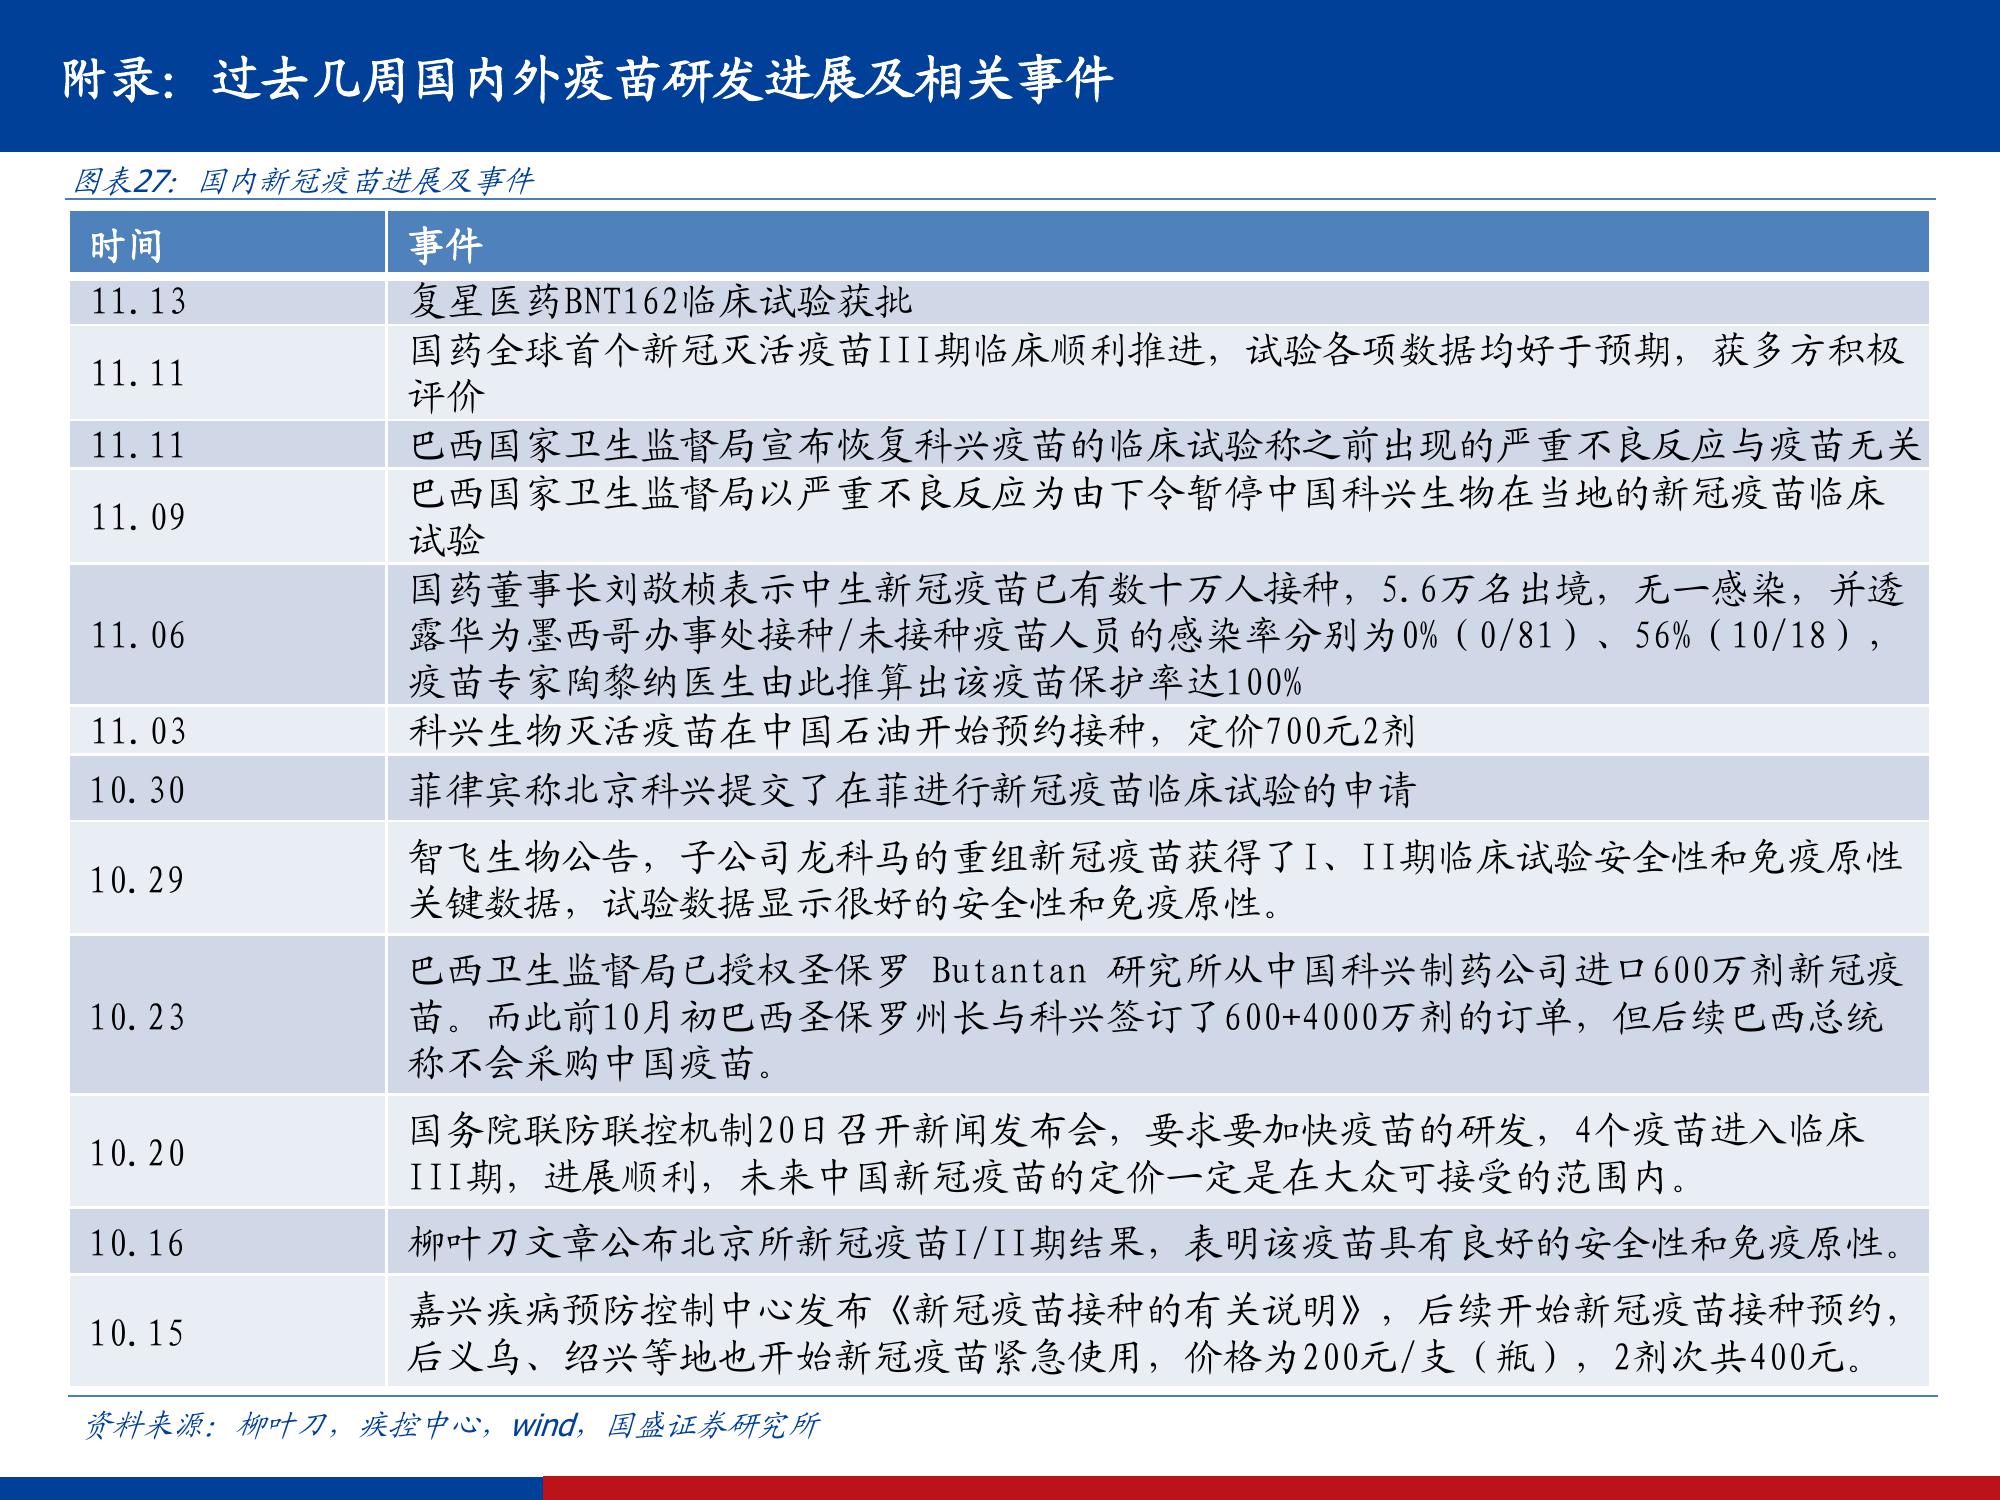 附录：过去几周国内外疫苗研发进展及相关事件
图表27：国内新冠疫苗进展及事件
时间 事件
11.13 复星医药BNT162临床试验获批
11.11 国药全球首个新冠灭活疫苗III期临床顺利推进，试验各项数据均好于预期，获多方积极
评价
11.11 巴西国家卫生监督局宣布恢复科兴疫苗的临床试验称之前出现的严重不良反应与疫苗无关
11.09 巴西国家卫生监督局以严重不良反应为由下令暂停中国科兴生物在当地的新冠疫苗临床
试验
11.06 国药董事长刘敬桢表示中生新冠疫苗已有数十万人接种，5.6万名出境，无一感染，并透
露华为墨西哥办事处接种/未接种疫苗人员的感染率分别为0%（0/81）、56%（10/18），
疫苗专家陶黎纳医生由此推算出该疫苗保护率达100%
11.03 科兴生物灭活疫苗在中国石油开始预约接种，定价700元2剂
10.30 菲律宾称北京科兴提交了在菲进行新冠疫苗临床试验的申请
10.29 智飞生物公告，子公司龙科马的重组新冠疫苗获得了I、II期临床试验安全性和免疫原性
关键数据，试验数据显示很好的安全性和免疫原性。
10.23 巴西卫生监督局已授权圣保罗 Butantan 研究所从中国科兴制药公司进口600万剂新冠疫
苗。而此前10月初巴西圣保罗州长与科兴签订了600+4000万剂的订单，但后续巴西总统
称不会采购中国疫苗。
10.20 国务院联防联控机制20日召开新闻发布会，要求要加快疫苗的研发，4个疫苗进入临床
III期，进展顺利，未来中国新冠疫苗的定价一定是在大众可接受的范围内。
10.16 柳叶刀文章公布北京所新冠疫苗I/II期结果，表明该疫苗具有良好的安全性和免疫原性。
10.15 嘉兴疾病预防控制中心发布《新冠疫苗接种的有关说明》，后续开始新冠疫苗接种预约，
后义乌、绍兴等地也开始新冠疫苗紧急使用，价格为200元/支（瓶），2剂次共400元。
资料来源：柳叶刀，疾控中心，wind，国盛证券研究所